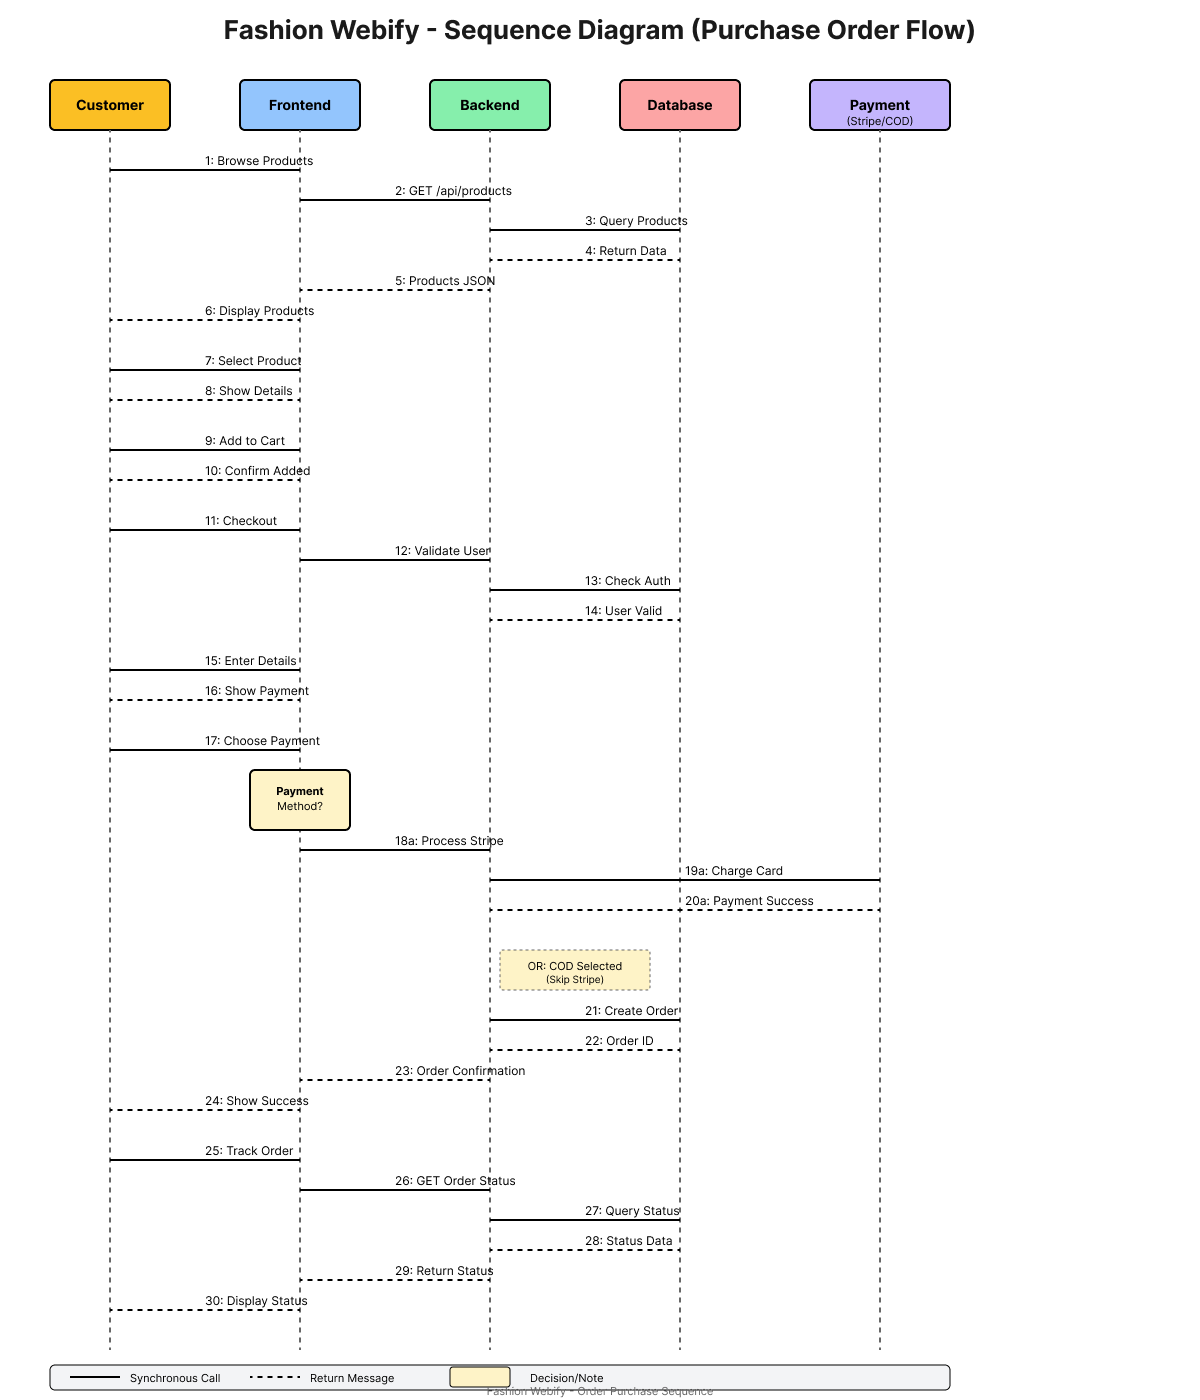 Fashion Webify - Sequence Diagram (Purchase Order Flow)
Customer
Frontend
Backend
Database
Payment
(Stripe/COD)
1: Browse Products
2: GET /api/products
3: Query Products
4: Return Data
5: Products JSON
6: Display Products
7: Select Product
8: Show Details
9: Add to Cart
10: Confirm Added
11: Checkout
12: Validate User
13: Check Auth
14: User Valid
15: Enter Details
16: Show Payment
17: Choose Payment
Payment
Method?
18a: Process Stripe
19a: Charge Card
20a: Payment Success
OR: COD Selected
(Skip Stripe)
21: Create Order
22: Order ID
23: Order Confirmation
24: Show Success
25: Track Order
26: GET Order Status
27: Query Status
28: Status Data
29: Return Status
30: Display Status
Synchronous Call
Return Message
Decision/Note
Fashion Webify - Order Purchase Sequence